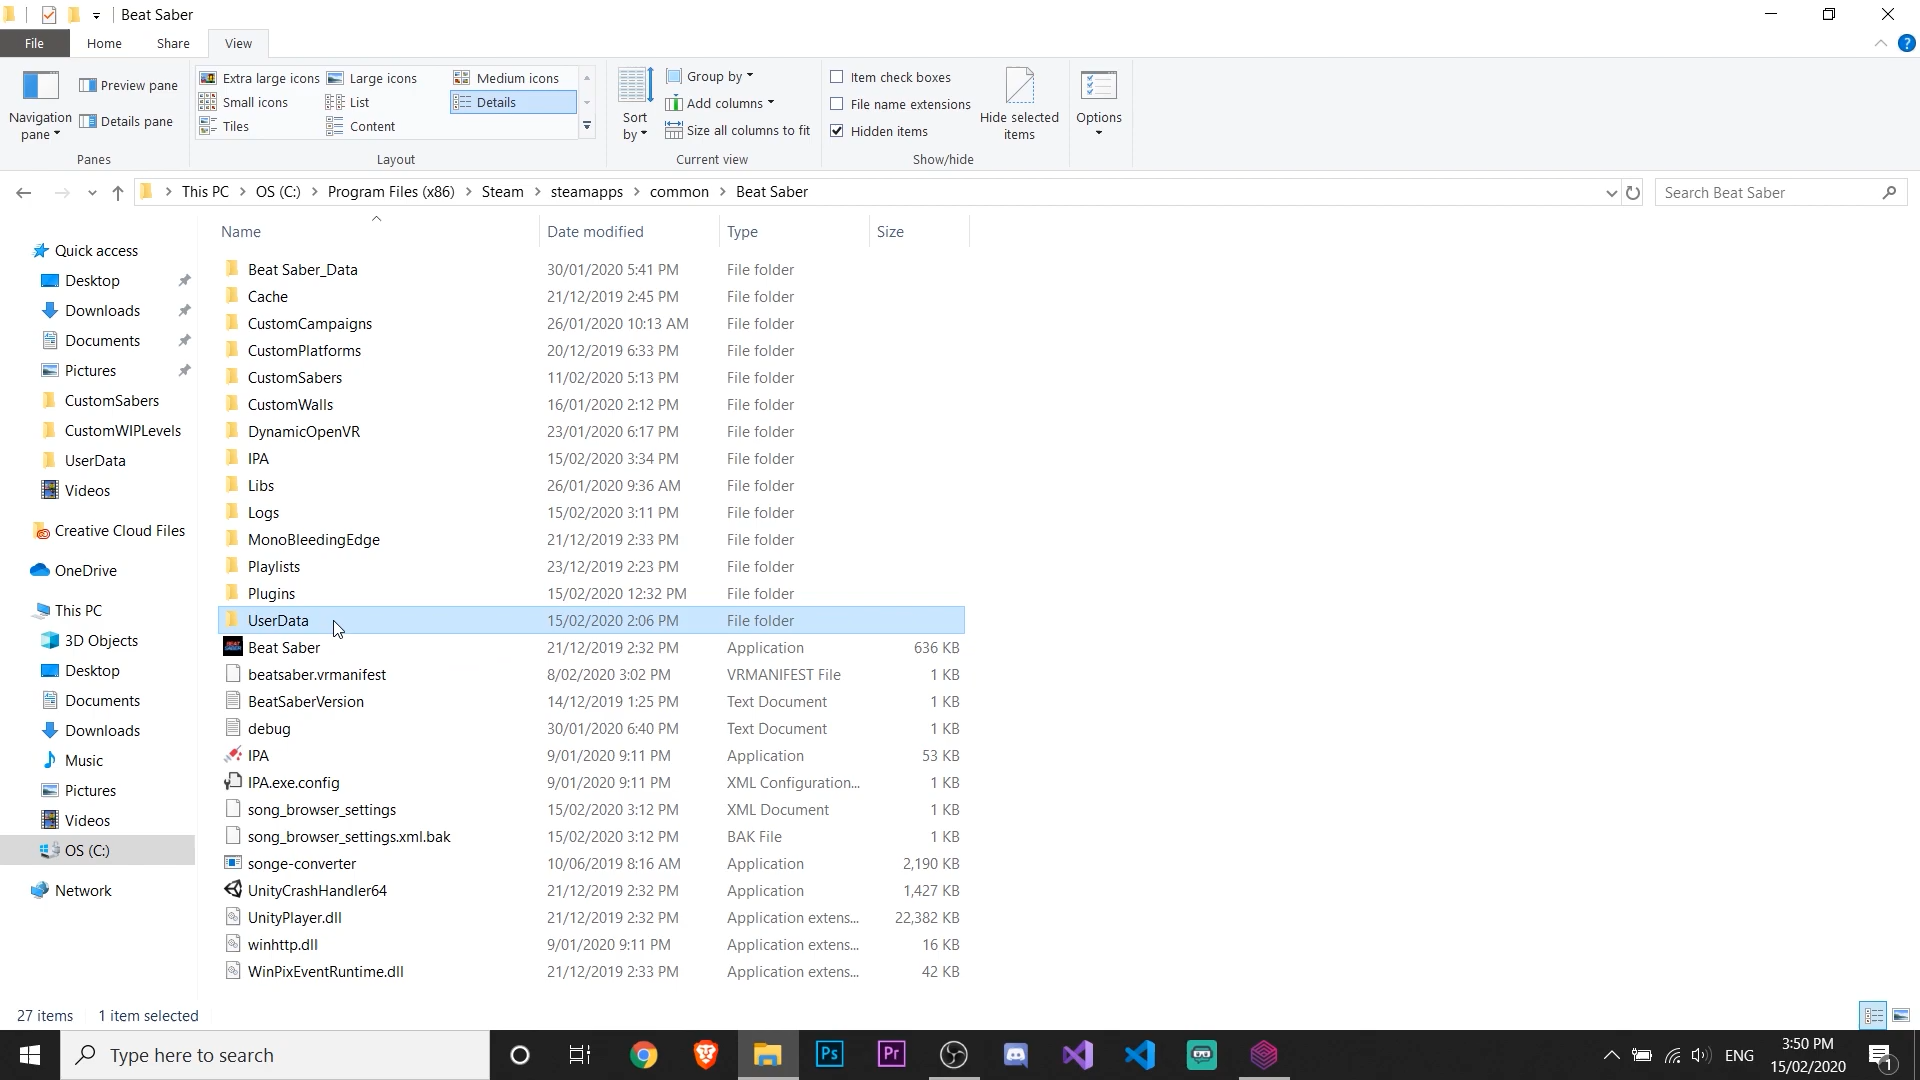 Beat Saber
File Home Share View
Navigation pane
Preview pane
Details pane
Panes
Extra large icons Large icons Medium icons
Small icons List Details
Tiles Content
Layout
Sort by
Group by
Add columns
Size all columns to fit
Current view
Item check boxes
File name extensions
Hidden items
Hide selected items
Show/hide
Options
This PC > OS (C:) > Program Files (x86) > Steam > steamapps > common > Beat Saber
Search Beat Saber
Quick access
Desktop
Downloads
Documents
Pictures
CustomSabers
CustomWIPLevels
UserData
Videos
Creative Cloud Files
OneDrive
This PC
3D Objects
Desktop
Documents
Downloads
Music
Pictures
Videos
OS (C:)
Network
Name Date modified Type Size
Beat Saber_Data 30/01/2020 5:41 PM File folder
Cache 21/12/2019 2:45 PM File folder
CustomCampaigns 26/01/2020 10:13 AM File folder
CustomPlatforms 20/12/2019 6:33 PM File folder
CustomSabers 11/02/2020 5:13 PM File folder
CustomWalls 16/01/2020 2:12 PM File folder
DynamicOpenVR 23/01/2020 6:17 PM File folder
IPA 15/02/2020 3:34 PM File folder
Libs 26/01/2020 9:36 AM File folder
Logs 15/02/2020 3:11 PM File folder
MonoBleedingEdge 21/12/2019 2:33 PM File folder
Playlists 23/12/2019 2:23 PM File folder
Plugins 15/02/2020 12:32 PM File folder
UserData 15/02/2020 2:06 PM File folder
Beat Saber 21/12/2019 2:32 PM Application 636 KB
beatsaber.vrmanifest 8/02/2020 3:02 PM VRMANIFEST File 1 KB
BeatSaberVersion 14/12/2019 1:25 PM Text Document 1 KB
debug 30/01/2020 6:40 PM Text Document 1 KB
IPA 9/01/2020 9:11 PM Application 53 KB
IPA.exe.config 9/01/2020 9:11 PM XML Configuration... 1 KB
song_browser_settings 15/02/2020 3:12 PM XML Document 1 KB
song_browser_settings.xml.bak 15/02/2020 3:12 PM BAK File 1 KB
songe-converter 10/06/2019 8:16 AM Application 2,190 KB
UnityCrashHandler64 21/12/2019 2:32 PM Application 1,427 KB
UnityPlayer.dll 21/12/2019 2:32 PM Application extens... 22,382 KB
winhttp.dll 9/01/2020 9:11 PM Application extens... 16 KB
WinPixEventRuntime.dll 21/12/2019 2:33 PM Application extens... 42 KB
27 items 1 item selected
Type here to search
Ps
Pr
ENG
3:50 PM
15/02/2020
1